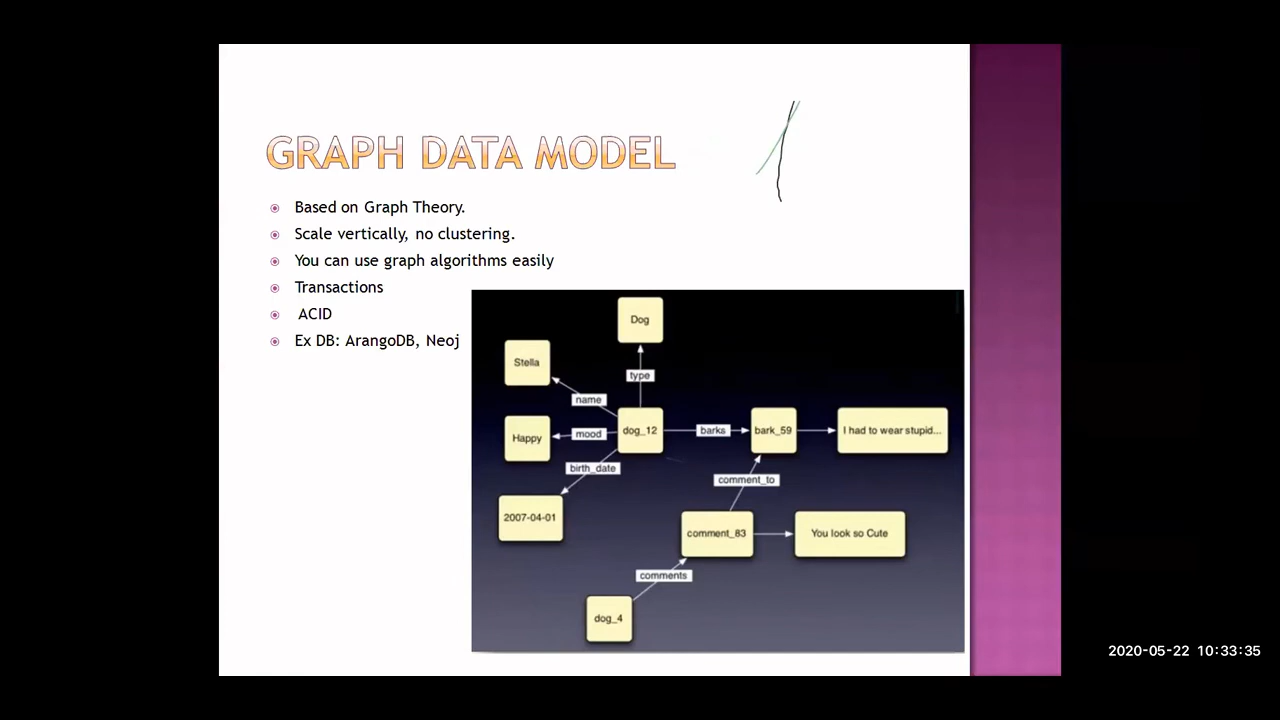 GRAPH DATA MODEL
Based on Graph Theory.
Scale vertically, no clustering.
You can use graph algorithms easily
Transactions
ACID
Ex DB: ArangoDB, Neoj
Dog
Stella
type
name
Happy
mood
dog_12
barks
bark_59
I had to wear stupid...
birth_date
comment_to
2007-04-01
comment_83
You look so Cute
comments
dog_4
2020-05-22 10:33:35